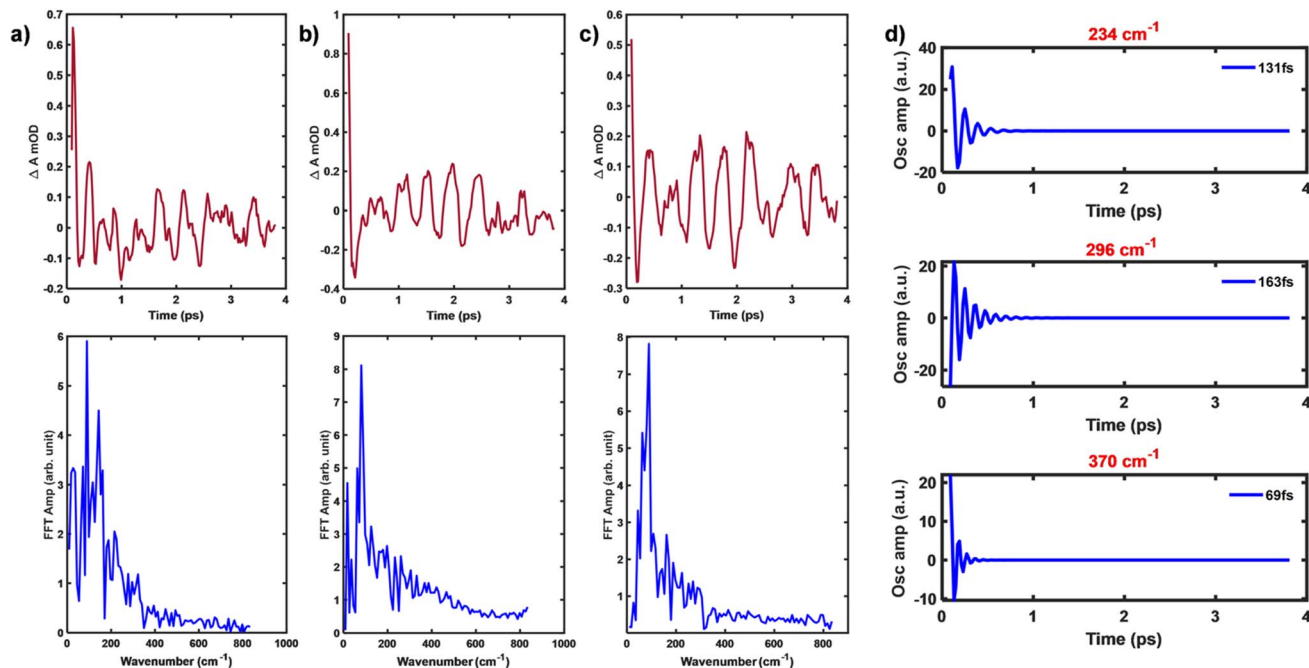 a)
△ A mOD
0.7
0.6
0.5
0.4
0.3
0.2
0.1
0
-0.1
-0.2
0 1 2 3 4
Time (ps)
b)
△ A mOD
1
0.8
0.6
0.4
0.2
0
-0.2
-0.4
0 1 2 3 4
Time (ps)
c)
△ A mOD
0.6
0.5
0.4
0.3
0.2
0.1
0
-0.1
-0.2
-0.3
0 1 2 3 4
Time (ps)
FFT Amp (arb. unit)
6
5
4
3
2
1
0
0 200 400 600 800 1000
Wavenumber (cm⁻¹)
FFT Amp (arb. unit)
9
8
7
6
5
4
3
2
1
0
0 200 400 600 800 1000
Wavenumber (cm⁻¹)
FFT Amp (arb. unit)
8
7
6
5
4
3
2
1
0
0 200 400 600 800
Wavenumber (cm⁻¹)
d)
234 cm⁻¹
Osc amp (a.u.)
40
20
0
-20
131fs
0 1 2 3 4
Time (ps)
296 cm⁻¹
Osc amp (a.u.)
20
0
-20
163fs
0 1 2 3 4
Time (ps)
370 cm⁻¹
Osc amp (a.u.)
20
10
0
-10
69fs
0 1 2 3 4
Time (ps)